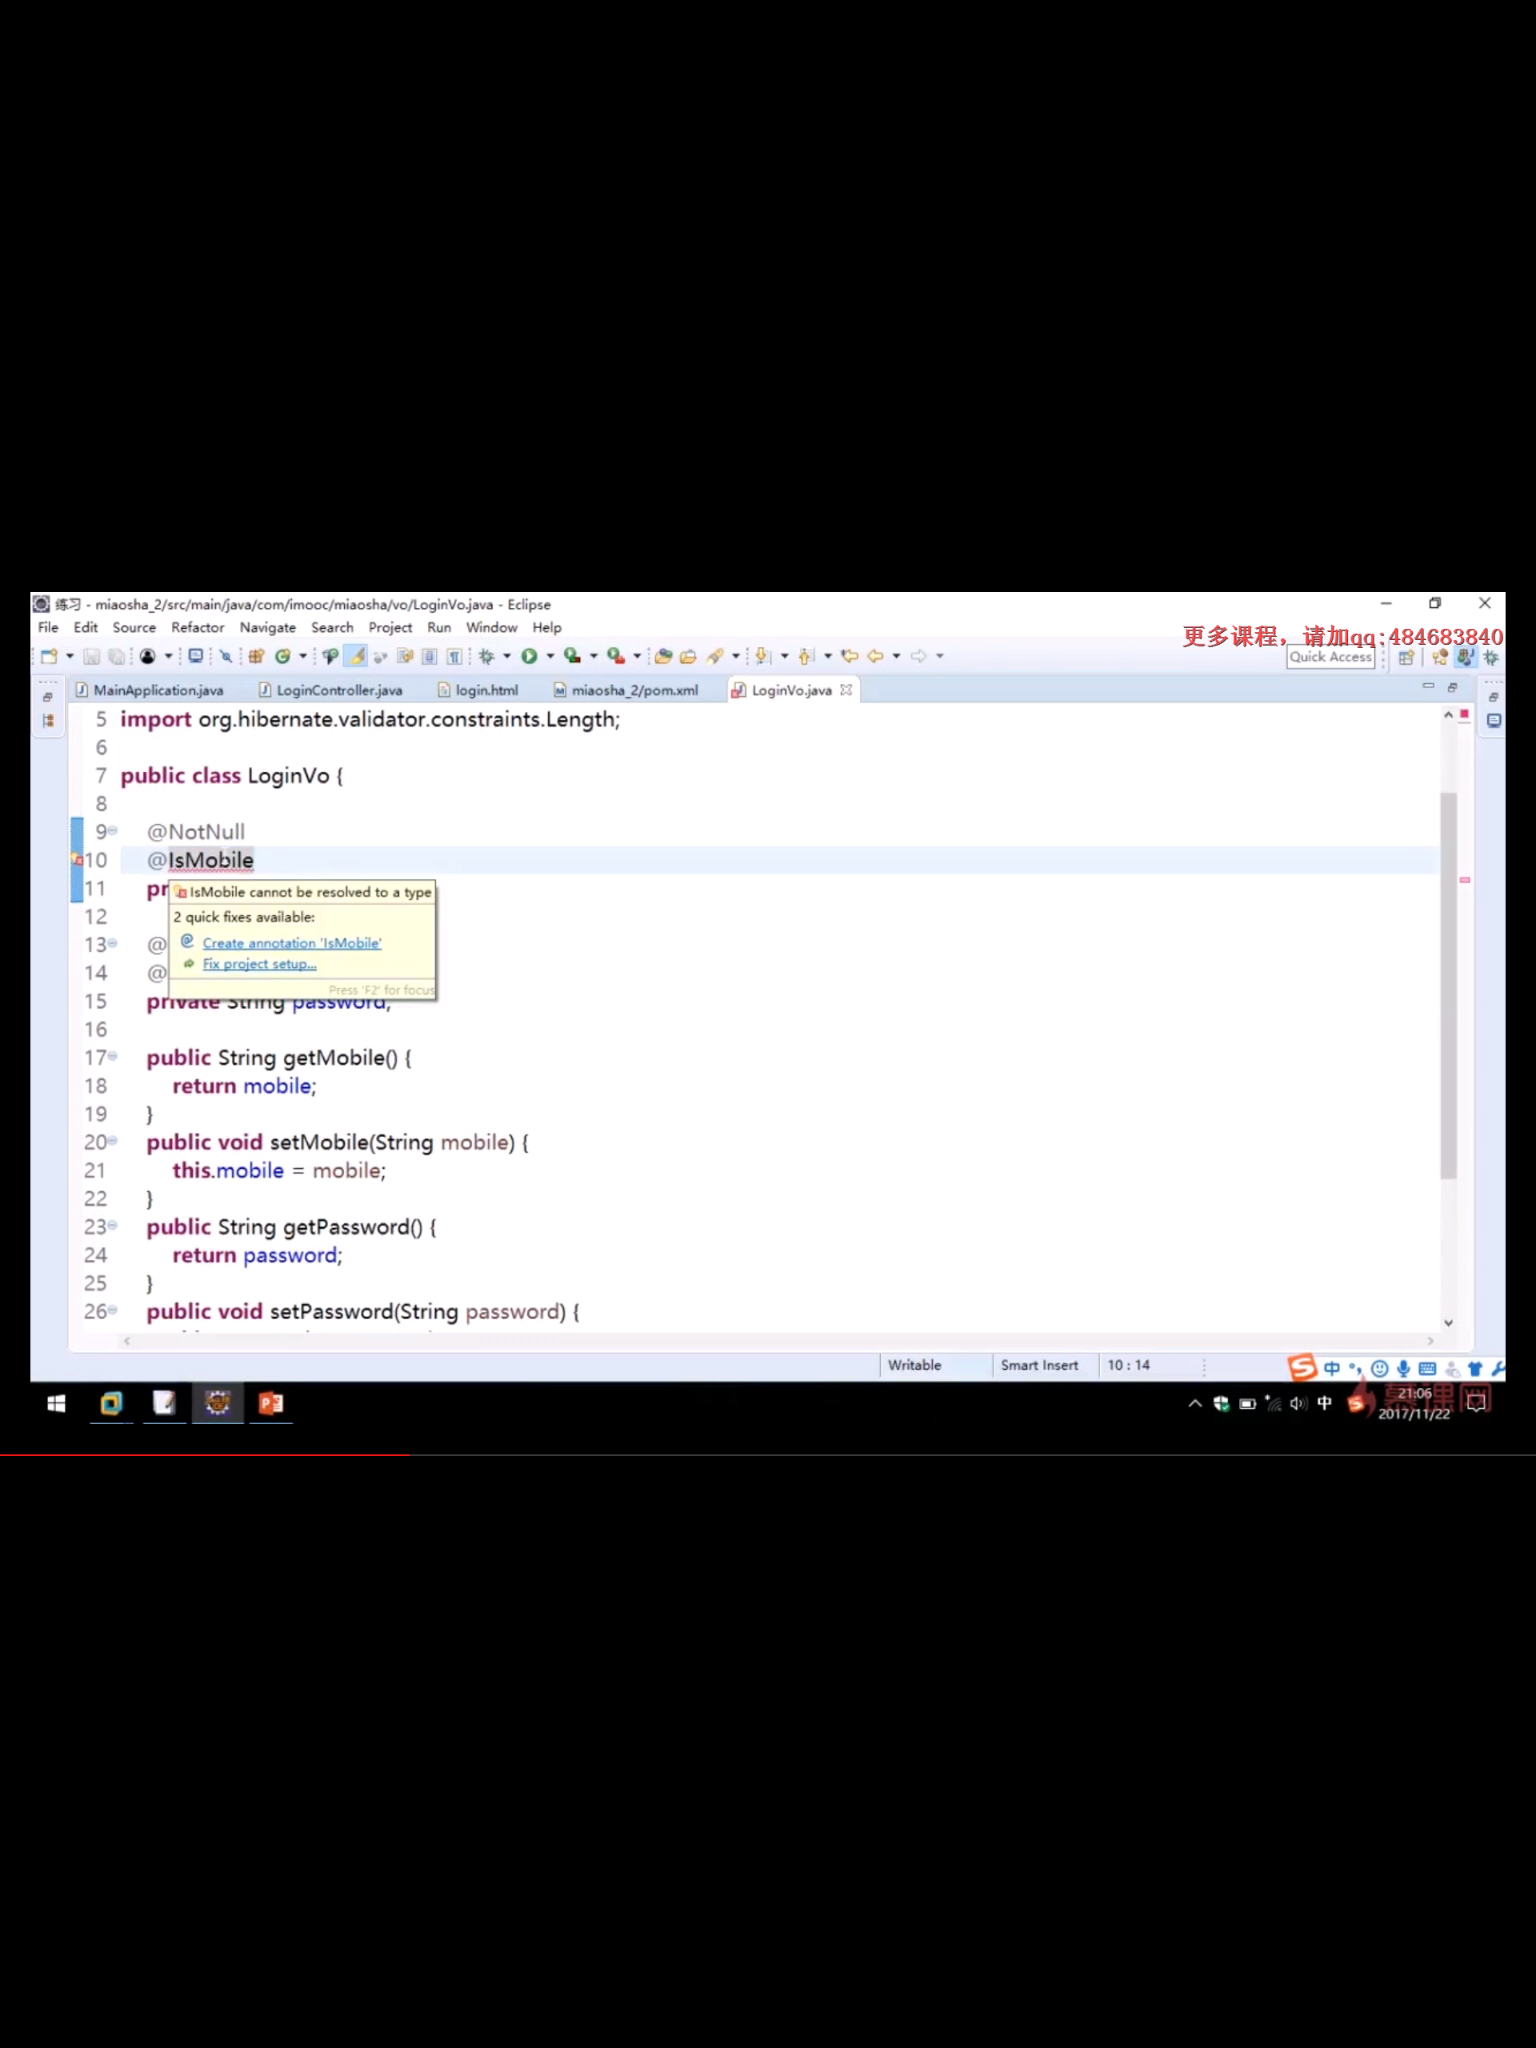 练习 - miaosha_2/src/main/java/com/imooc/miaosha/vo/LoginVo.java - Eclipse
File Edit Source Refactor Navigate Search Project Run Window Help
更多课程，请加qq:484683840
Quick Access
MainApplication.java LoginController.java login.html miaosha_2/pom.xml LoginVo.java
5 import org.hibernate.validator.constraints.Length;
6
7 public class LoginVo {
8
9 @NotNull
10 @IsMobile
11 pr
IsMobile cannot be resolved to a type
12
2 quick fixes available:
13 @
Create annotation 'IsMobile'
14 @
Fix project setup...
Press 'F2' for focus
15 private String password;
16
17 public String getMobile() {
18 return mobile;
19 }
20 public void setMobile(String mobile) {
21 this.mobile = mobile;
22 }
23 public String getPassword() {
24 return password;
25 }
26 public void setPassword(String password) {
Writable Smart Insert 10 : 14
中
中
21:06
2017/11/22
慕课网